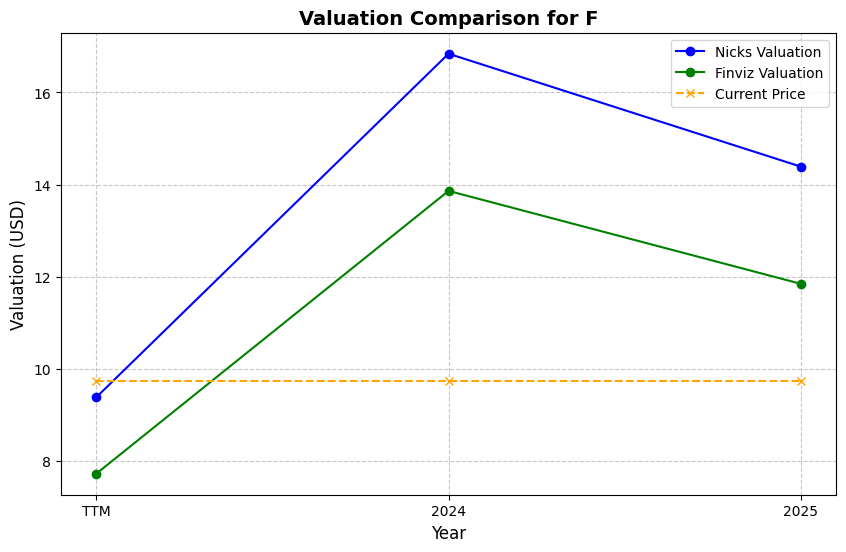 Valuation Comparison for F
Nicks Valuation
Finviz Valuation
Current Price
Valuation (USD)
16
14
12
10
8
TTM
2024
2025
Year